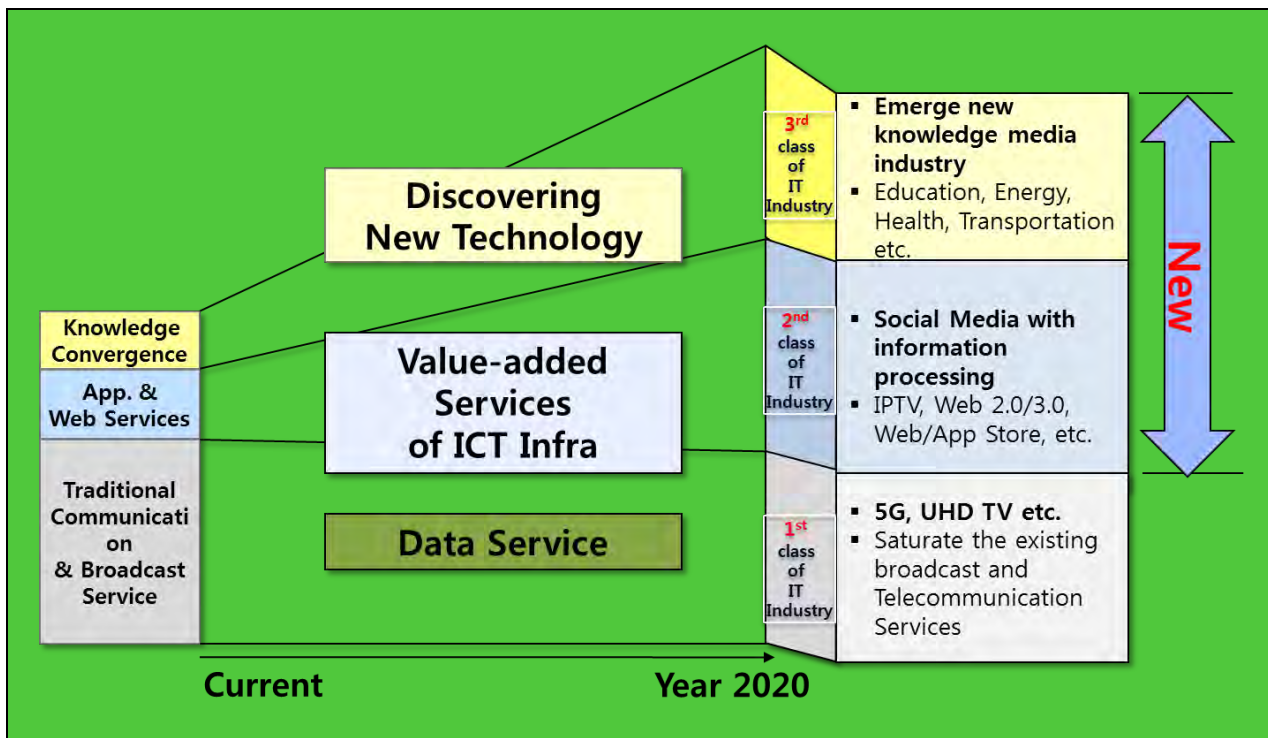 Knowledge
Convergence
App. &
Web Services
Traditional
Communicati
on
& Broadcast
Service
Discovering
New Technology
Value-added
Services
of ICT Infra
Data Service
Current
Year 2020
3rd
class
of
IT
Industry
2nd
class
of
IT
Industry
1st
class
of
IT
Industry
▪ Emerge new
knowledge media
industry
▪ Education, Energy,
Health, Transportation
etc.
▪ Social Media with
information
processing
▪ IPTV, Web 2.0/3.0,
Web/App Store, etc.
▪ 5G, UHD TV etc.
▪ Saturate the existing
broadcast and
Telecommunication
Services
New